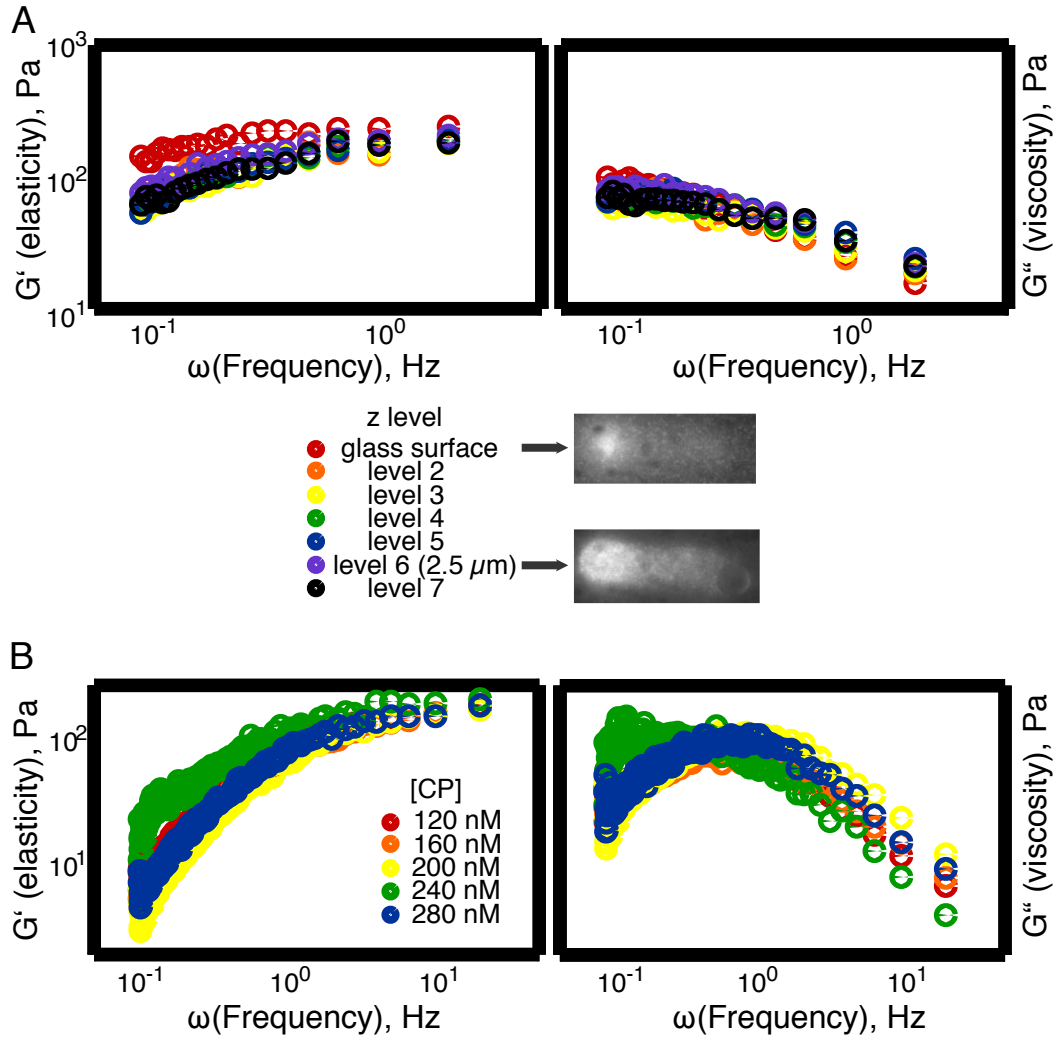 A
10³
10²
10¹
G‘ (elasticity), Pa
G“ (viscosity), Pa
10⁻¹ 10⁰
10⁻¹ 10⁰
ω(Frequency), Hz
ω(Frequency), Hz
z level
glass surface
level 2
level 3
level 4
level 5
level 6 (2.5 µm)
level 7
B
10²
10¹
G‘ (elasticity), Pa
G“ (viscosity), Pa
[CP]
120 nM
160 nM
200 nM
240 nM
280 nM
10⁻¹ 10⁰ 10¹
10⁻¹ 10⁰ 10¹
ω(Frequency), Hz
ω(Frequency), Hz